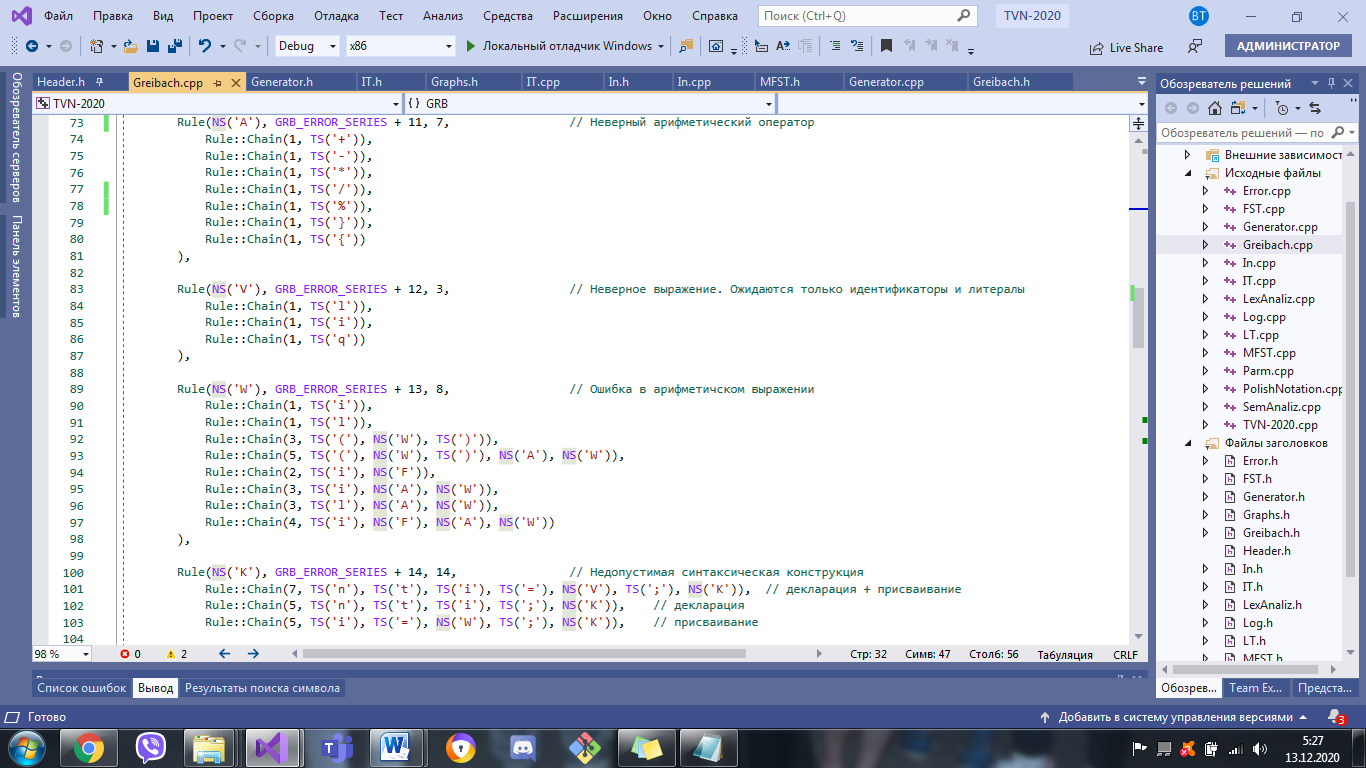 Файл Правка Вид Проект Сборка Отладка Тест Анализ Средства Расширения Окно Справка Поиск (Ctrl+Q) TVN-2020 ВТ
Debug x86 Локальный отладчик Windows Live Share АДМИНИСТРАТОР
Обозреватель серверов
Панель элементов
Header.h Greibach.cpp Generator.h IT.h Graphs.h IT.cpp In.h In.cpp MFST.h Generator.cpp Greibach.h
TVN-2020 {} GRB
73 Rule(NS('A'), GRB_ERROR_SERIES + 11, 7, // Неверный арифметический оператор
74 Rule::Chain(1, TS('+')),
75 Rule::Chain(1, TS('-')),
76 Rule::Chain(1, TS('*')),
77 Rule::Chain(1, TS('/')),
78 Rule::Chain(1, TS('%')),
79 Rule::Chain(1, TS('}')),
80 Rule::Chain(1, TS('{'))
81 ),
82
83 Rule(NS('V'), GRB_ERROR_SERIES + 12, 3, // Неверное выражение. Ожидаются только идентификаторы и литералы
84 Rule::Chain(1, TS('l')),
85 Rule::Chain(1, TS('i')),
86 Rule::Chain(1, TS('q'))
87 ),
88
89 Rule(NS('W'), GRB_ERROR_SERIES + 13, 8, // Ошибка в арифметичском выражении
90 Rule::Chain(1, TS('i')),
91 Rule::Chain(1, TS('l')),
92 Rule::Chain(3, TS('('), NS('W'), TS(')')),
93 Rule::Chain(5, TS('('), NS('W'), TS(')'), NS('A'), NS('W')),
94 Rule::Chain(2, TS('i'), NS('F')),
95 Rule::Chain(3, TS('i'), NS('A'), NS('W')),
96 Rule::Chain(3, TS('l'), NS('A'), NS('W')),
97 Rule::Chain(4, TS('i'), NS('F'), NS('A'), NS('W'))
98 ),
99
100 Rule(NS('K'), GRB_ERROR_SERIES + 14, 14, // Недопустимая синтаксическая конструкция
101 Rule::Chain(7, TS('n'), TS('t'), TS('i'), TS('='), NS('V'), TS(';'), NS('K')), // декларация + присваивание
102 Rule::Chain(5, TS('n'), TS('t'), TS('i'), TS(';'), NS('K')), // декларация
103 Rule::Chain(5, TS('i'), TS('='), NS('W'), TS(';'), NS('K')), // присваивание
104
98 % 0 2 Стр: 32 Симв: 47 Столб: 56 Табуляция CRLF
Список ошибок Вывод Результаты поиска символа
Обозреватель решений
Обозреватель решений — по
Внешние зависимост
Исходные файлы
Error.cpp
FST.cpp
Generator.cpp
Greibach.cpp
In.cpp
IT.cpp
LexAnaliz.cpp
Log.cpp
LT.cpp
MFST.cpp
Parm.cpp
PolishNotation.cpp
SemAnaliz.cpp
TVN-2020.cpp
Файлы заголовков
Error.h
FST.h
Generator.h
Graphs.h
Greibach.h
Header.h
In.h
IT.h
LexAnaliz.h
Log.h
LT.h
MFST.h
Обозрев... Team Ex... Предста...
Готово Добавить в систему управления версиями 3
5:27
13.12.2020